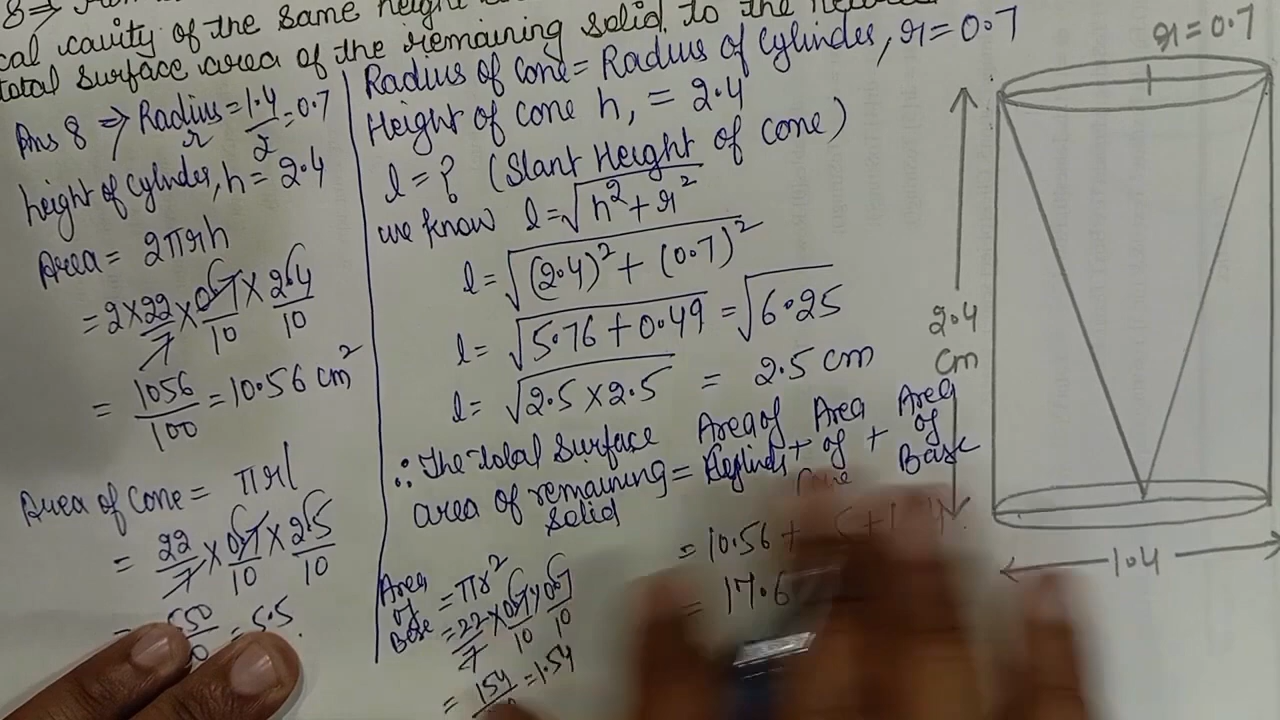 8 ⇒
cal cavity of the same height
total surface area of the remaining solid to the
Ans 8 ⇒ Radius = 1.4/2 = 0.7
r
height of cylinder, h = 2.4
Area = 2πrh
= 2 × 22/7 × 0.7/10 × 2.4/10
= 1056/100 = 10.56 cm²
Area of cone = πrl
= 22/7 × 0.7/10 × 2.5/10
= 550/ = 5.5
Radius of cone = Radius of cylinder, r = 0.7
Height of cone h, = 2.4
l = ? (Slant Height of cone)
we know l = √h² + r²
l = √(2.4)² + (0.7)²
l = √5.76 + 0.49 = √6.25
l = √2.5 × 2.5 = 2.5 cm
∴ The total surface area of remaining solid = Area of + Area of Cone + Area of Base
Area of Base = πr²
= 22/7 × 0.7/10 × 0.7/10
= 154/ = 1.54
= 10.56 +
= 17.6
r = 0.7
2.4 cm
1.4